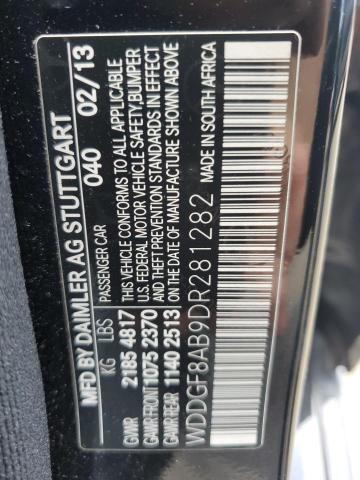 MFD BY DAIMLER AG STUTTGART
040 02/13
PASSENGER CAR
KG LBS
GVWR 2185 4817
GVWR FRONT 1075 2370
GVWR REAR 1140 2513
THIS VEHICLE CONFORMS TO ALL APPLICABLE
U.S. FEDERAL MOTOR VEHICLE SAFETY,BUMPER
AND THEFT PREVENTION STANDARDS IN EFFECT
ON THE DATE OF MANUFACTURE SHOWN ABOVE
WDDGF8AB9DR281282
MADE IN SOUTH AFRICA